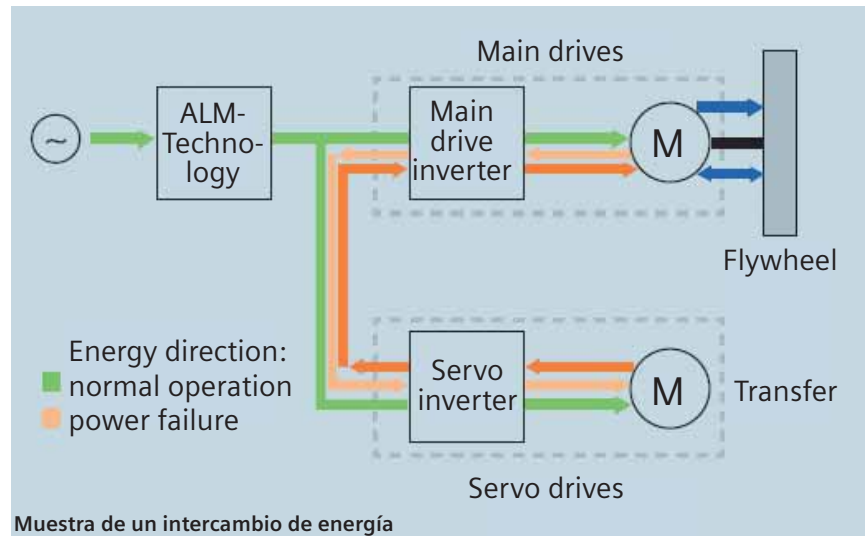 Main drives
~
ALM-
Techno-
logy
Main
drive
inverter
M
Flywheel
Energy direction:
normal operation
power failure
Servo
inverter
M
Transfer
Servo drives
Muestra de un intercambio de energía